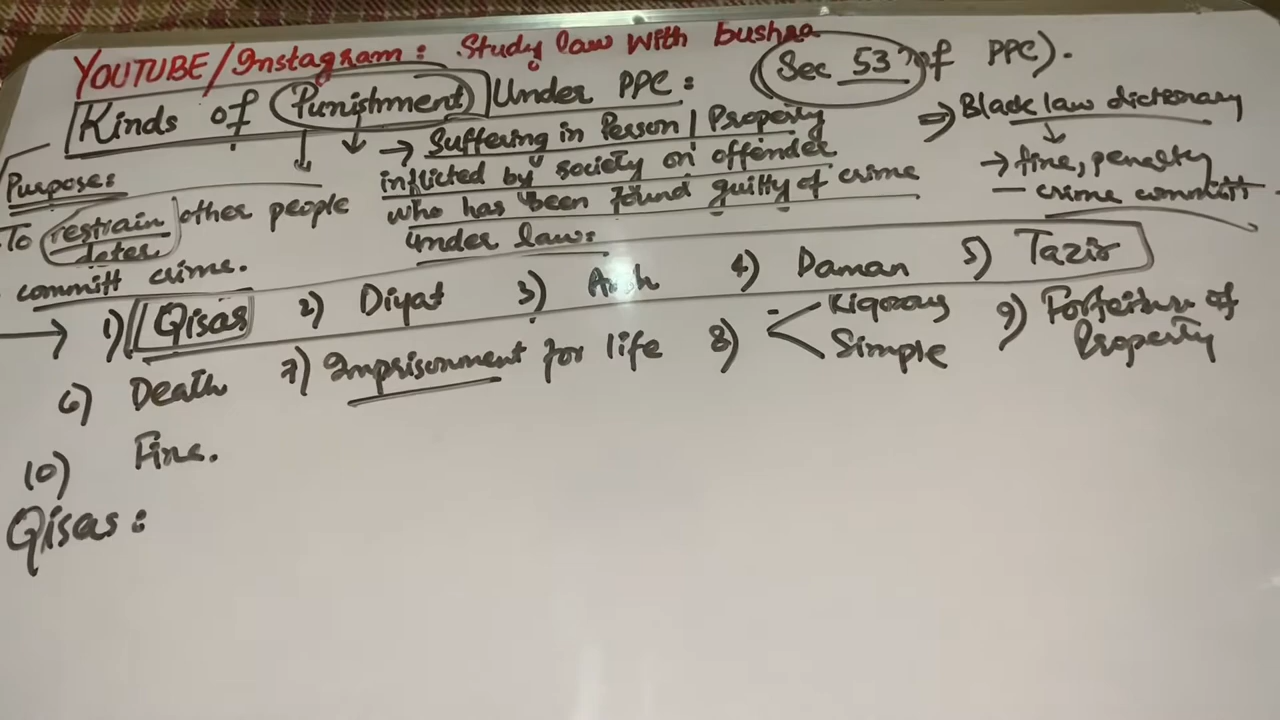 YOUTUBE/Instagram: Study law with bushra
Kinds of Punishment Under PPC: (Sec 53 of PPC).
→ Suffering in Person / Property
inflicted by society on offender
who has been found guilty of crime
under law:
⇒ Black law dictionary
→ fine, penalty
— crime committ
Purpose:
To restrain other people
deter
committ crime.
→ 1) Qisas 2) Diyat 3) Arsh 4) Daman 5) Tazir
6) Death 7) Imprisonment for life 8) Rigorous
Simple
9) Forfeiture of
Property
10) Fine.
Qisas: